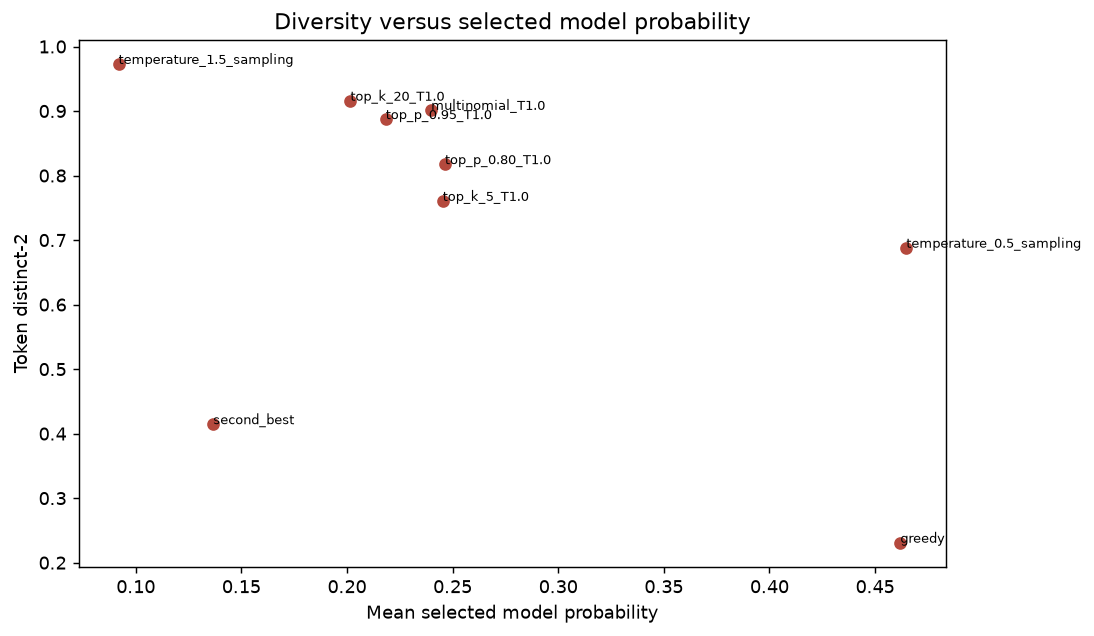 Diversity versus selected model probability
1.0
0.9
0.8
0.7
0.6
0.5
0.4
0.3
0.2
Token distinct-2
temperature_1.5_sampling
top_k_20_T1.0
multinomial_T1.0
top_p_0.95_T1.0
top_p_0.80_T1.0
top_k_5_T1.0
temperature_0.5_sampling
second_best
greedy
0.10 0.15 0.20 0.25 0.30 0.35 0.40 0.45
Mean selected model probability